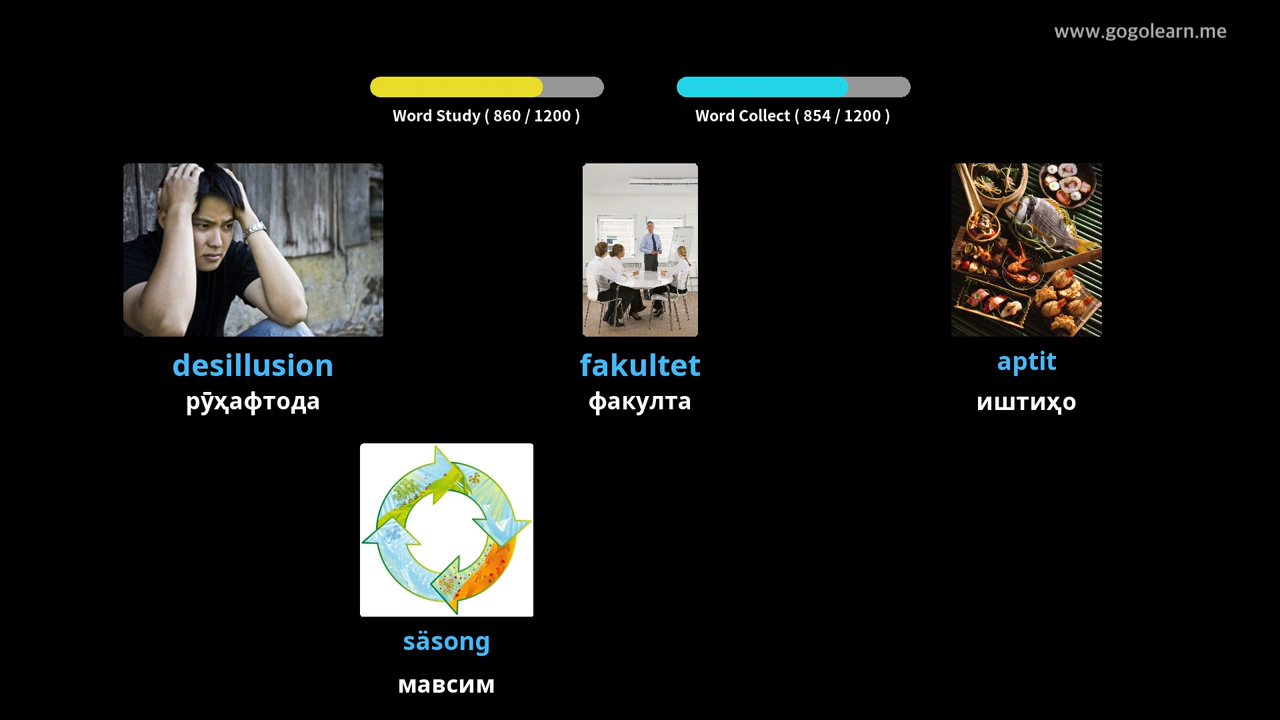 www.gogolearn.me
Word Study ( 860 / 1200 )
Word Collect ( 854 / 1200 )
desillusion
рӯҳафтода
fakultet
факулта
aptit
иштиҳо
säsong
мавсим